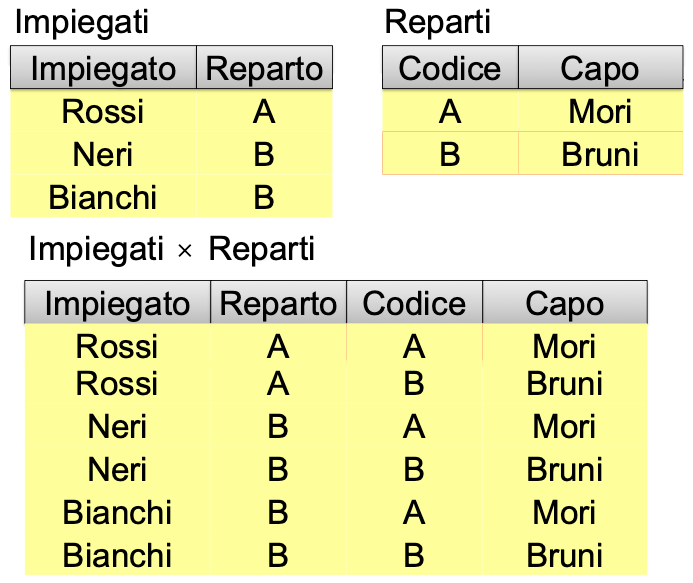 Impiegati
Impiegato Reparto
Rossi A
Neri B
Bianchi B
Reparti
Codice Capo
A Mori
B Bruni
Impiegati × Reparti
Impiegato Reparto Codice Capo
Rossi A A Mori
Rossi A B Bruni
Neri B A Mori
Neri B B Bruni
Bianchi B A Mori
Bianchi B B Bruni